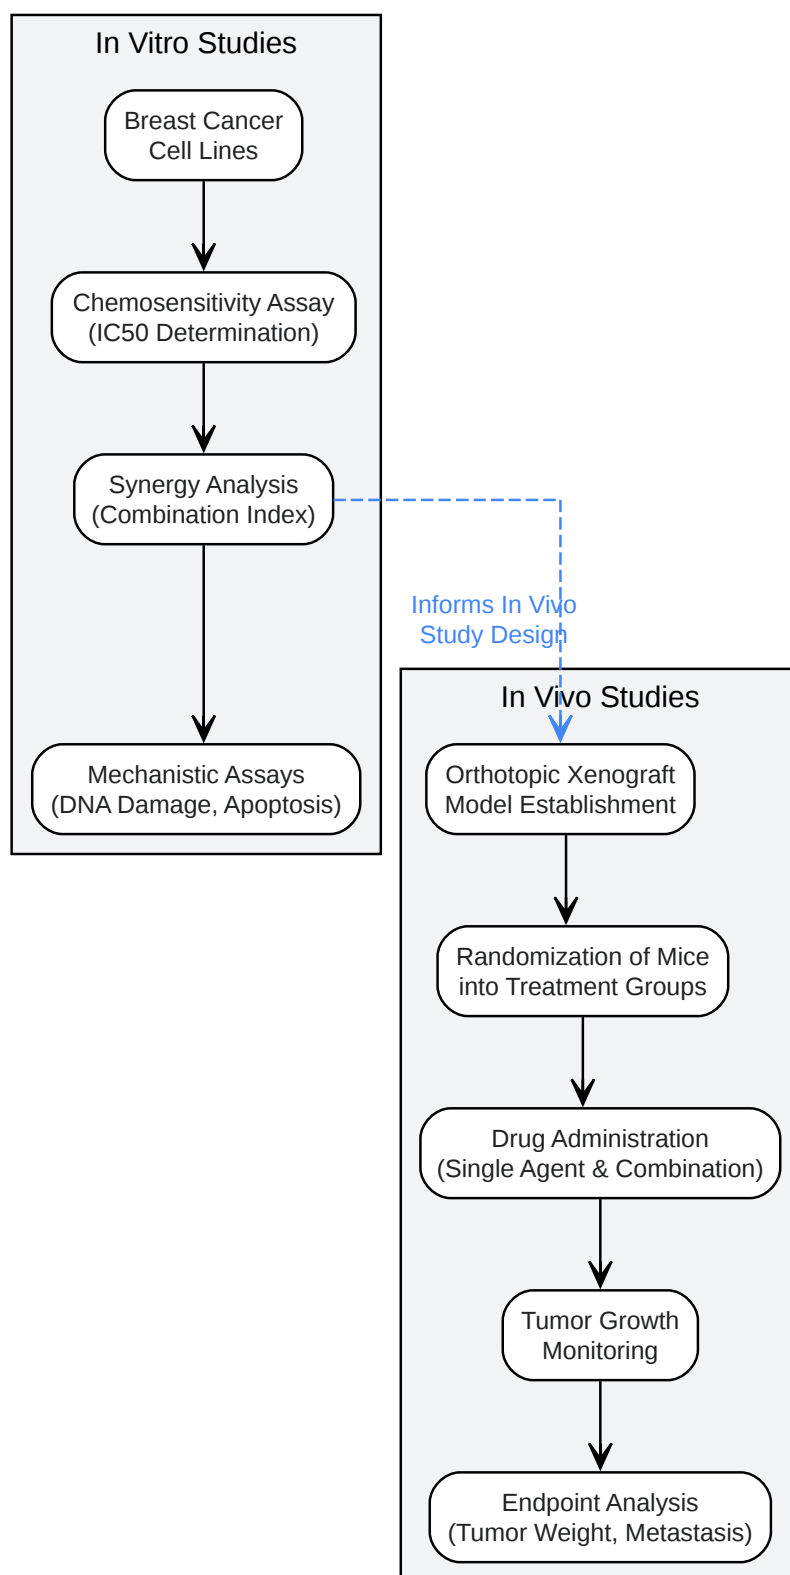 In Vitro Studies
Breast Cancer
Cell Lines
Chemosensitivity Assay
(IC50 Determination)
Synergy Analysis
(Combination Index)
Mechanistic Assays
(DNA Damage, Apoptosis)
Informs In Vivo
Study Design
In Vivo Studies
Orthotopic Xenograft
Model Establishment
Randomization of Mice
into Treatment Groups
Drug Administration
(Single Agent & Combination)
Tumor Growth
Monitoring
Endpoint Analysis
(Tumor Weight, Metastasis)